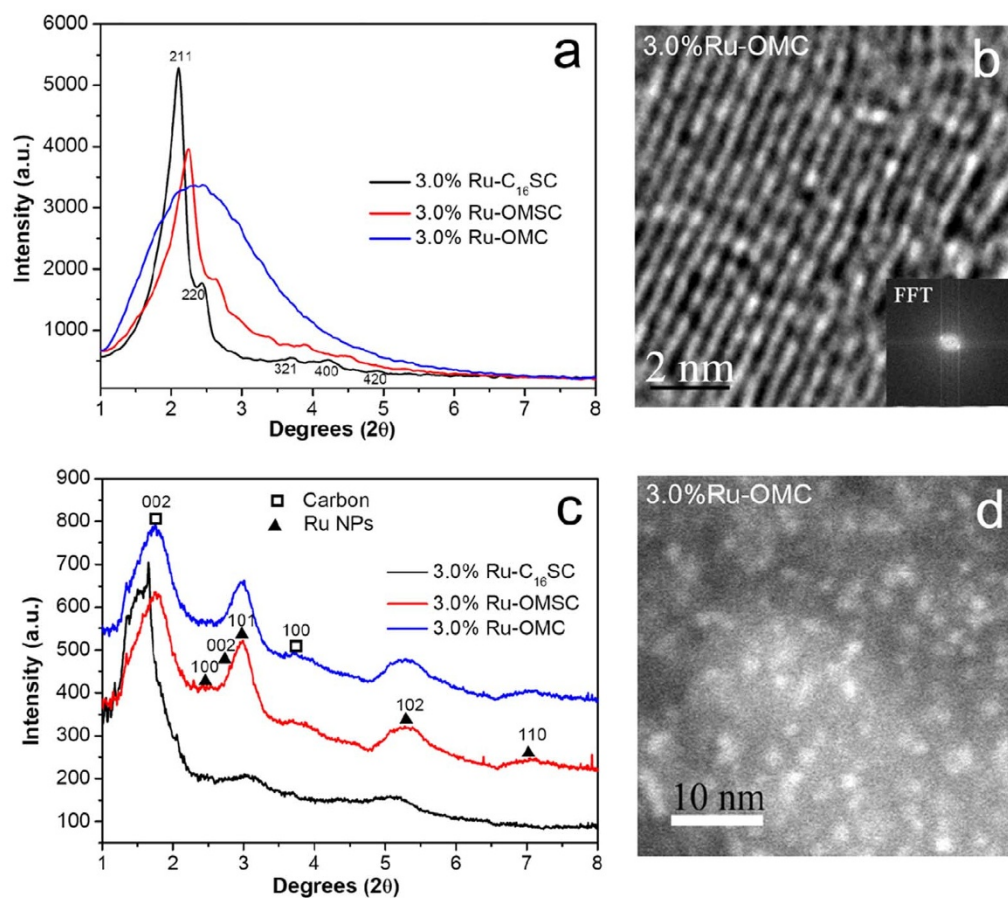 a
6000
5000
4000
3000
2000
1000
Intensity (a.u.)
211
220
321
400
420
3.0% Ru-C₁₆SC
3.0% Ru-OMSC
3.0% Ru-OMC
1 2 3 4 5 6 7 8
Degrees (2θ)
3.0%Ru-OMC
b
FFT
2 nm
c
900
800
700
600
500
400
300
200
100
Intensity (a.u.)
002
□ Carbon
▲ Ru NPs
3.0% Ru-C₁₆SC
3.0% Ru-OMSC
3.0% Ru-OMC
101
002
100
100
102
110
1 2 3 4 5 6 7 8
Degrees (2θ)
3.0%Ru-OMC
d
10 nm